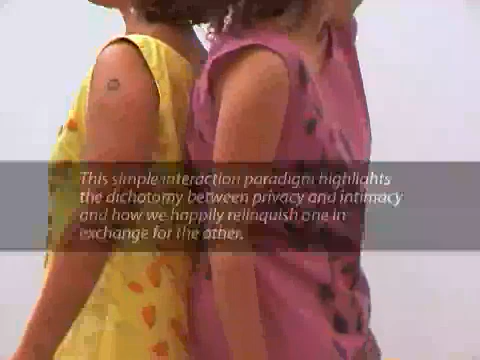 This simple interaction paradigm highlights
the dichotomy between privacy and intimacy
and how we happily relinquish one in
exchange for the other.